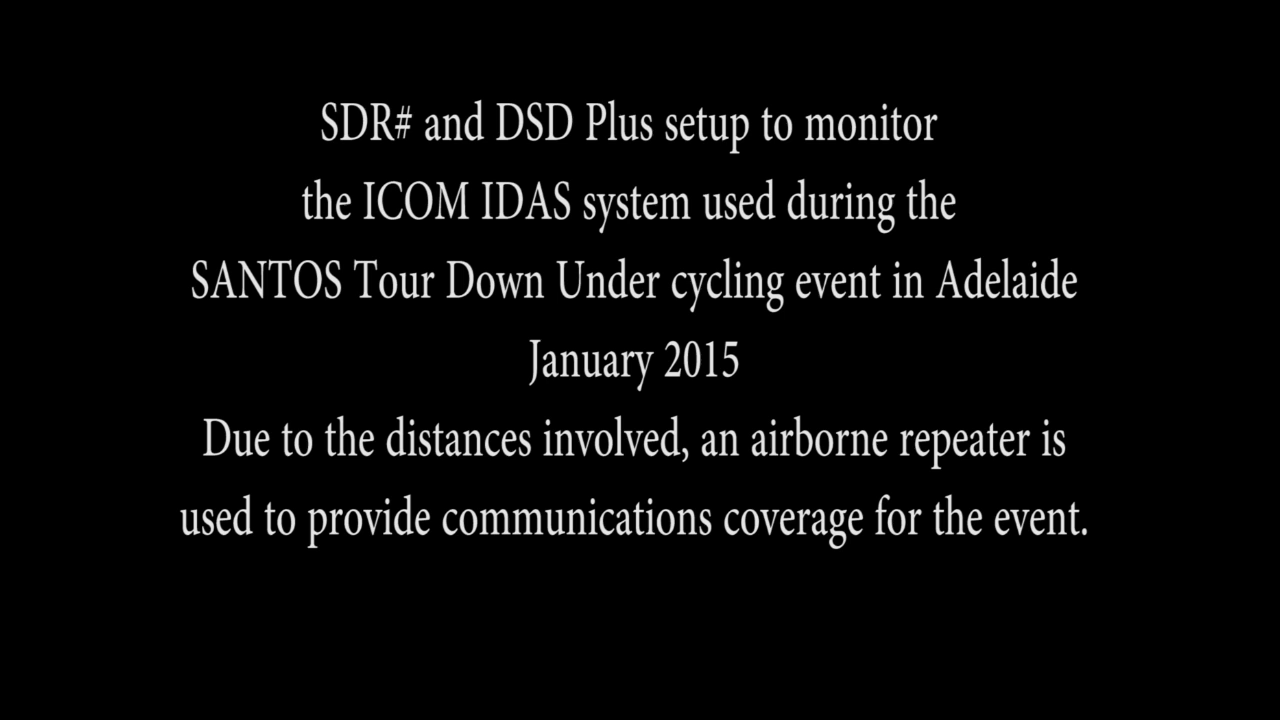 SDR# and DSD Plus setup to monitor
the ICOM IDAS system used during the
SANTOS Tour Down Under cycling event in Adelaide
January 2015
Due to the distances involved, an airborne repeater is
used to provide communications coverage for the event.